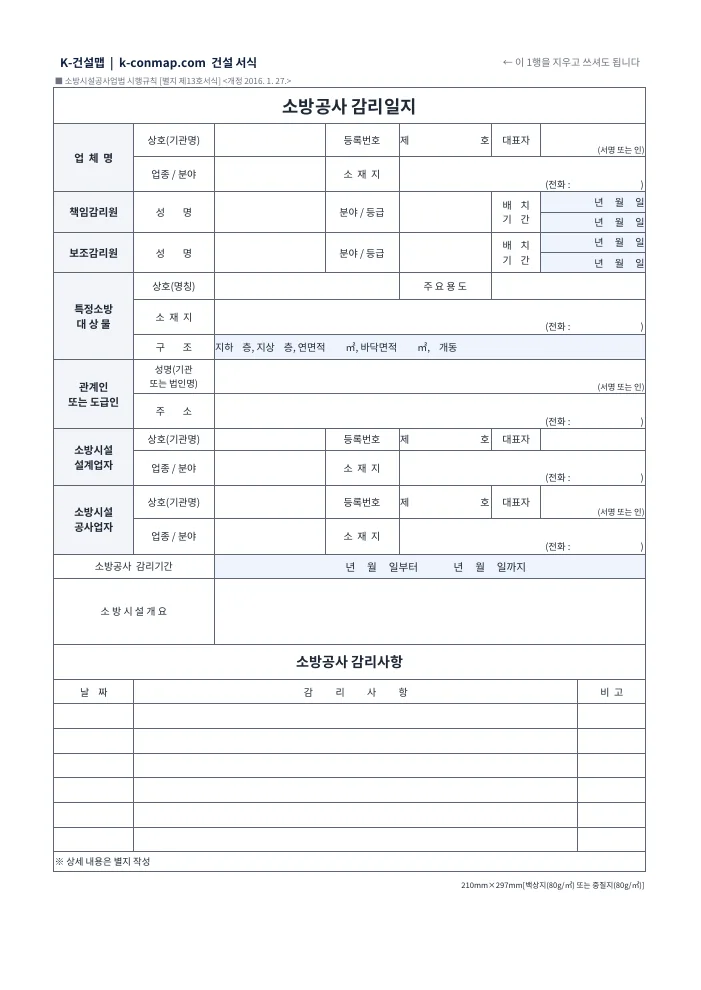 K-건설맵 | k-conmap.com 건설 서식
← 이 1행을 지우고 쓰셔도 됩니다
■ 소방시설공사업법 시행규칙 [별지 제13호서식] <개정 2016. 1. 27.>
소방공사 감리일지
업 체 명
상호(기관명) 등록번호 제 호 대표자 (서명 또는 인)
업종 / 분야 소 재 지 (전화 : )
책임감리원 성 명 분야 / 등급 배 치 기 간 년 월 일
년 월 일
보조감리원 성 명 분야 / 등급 배 치 기 간 년 월 일
년 월 일
특정소방
대 상 물
상호(명칭) 주 요 용 도
소 재 지 (전화 : )
구 조 지하 층, 지상 층, 연면적 ㎡, 바닥면적 ㎡, 개동
관계인
또는 도급인
성명(기관
또는 법인명) (서명 또는 인)
주 소 (전화 : )
소방시설
설계업자
상호(기관명) 등록번호 제 호 대표자
업종 / 분야 소 재 지 (전화 : )
소방시설
공사업자
상호(기관명) 등록번호 제 호 대표자 (서명 또는 인)
업종 / 분야 소 재 지 (전화 : )
소방공사 감리기간 년 월 일부터 년 월 일까지
소 방 시 설 개 요
소방공사 감리사항
날 짜 감 리 사 항 비 고
※ 상세 내용은 별지 작성
210mm×297mm[백상지(80g/㎡) 또는 중질지(80g/㎡)]